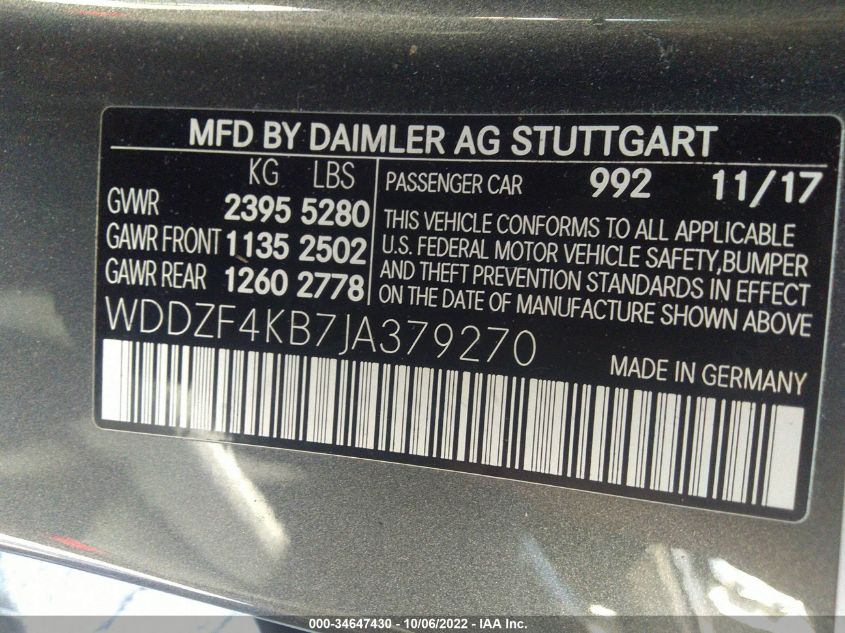 MFD BY DAIMLER AG STUTTGART
KG LBS
GVWR 2395 5280
GAWR FRONT 1135 2502
GAWR REAR 1260 2778
PASSENGER CAR 992 11/17
THIS VEHICLE CONFORMS TO ALL APPLICABLE
U.S. FEDERAL MOTOR VEHICLE SAFETY,BUMPER
AND THEFT PREVENTION STANDARDS IN EFFECT
ON THE DATE OF MANUFACTURE SHOWN ABOVE
WDDZF4KB7JA379270
MADE IN GERMANY
000-34647430 - 10/06/2022 - IAA Inc.